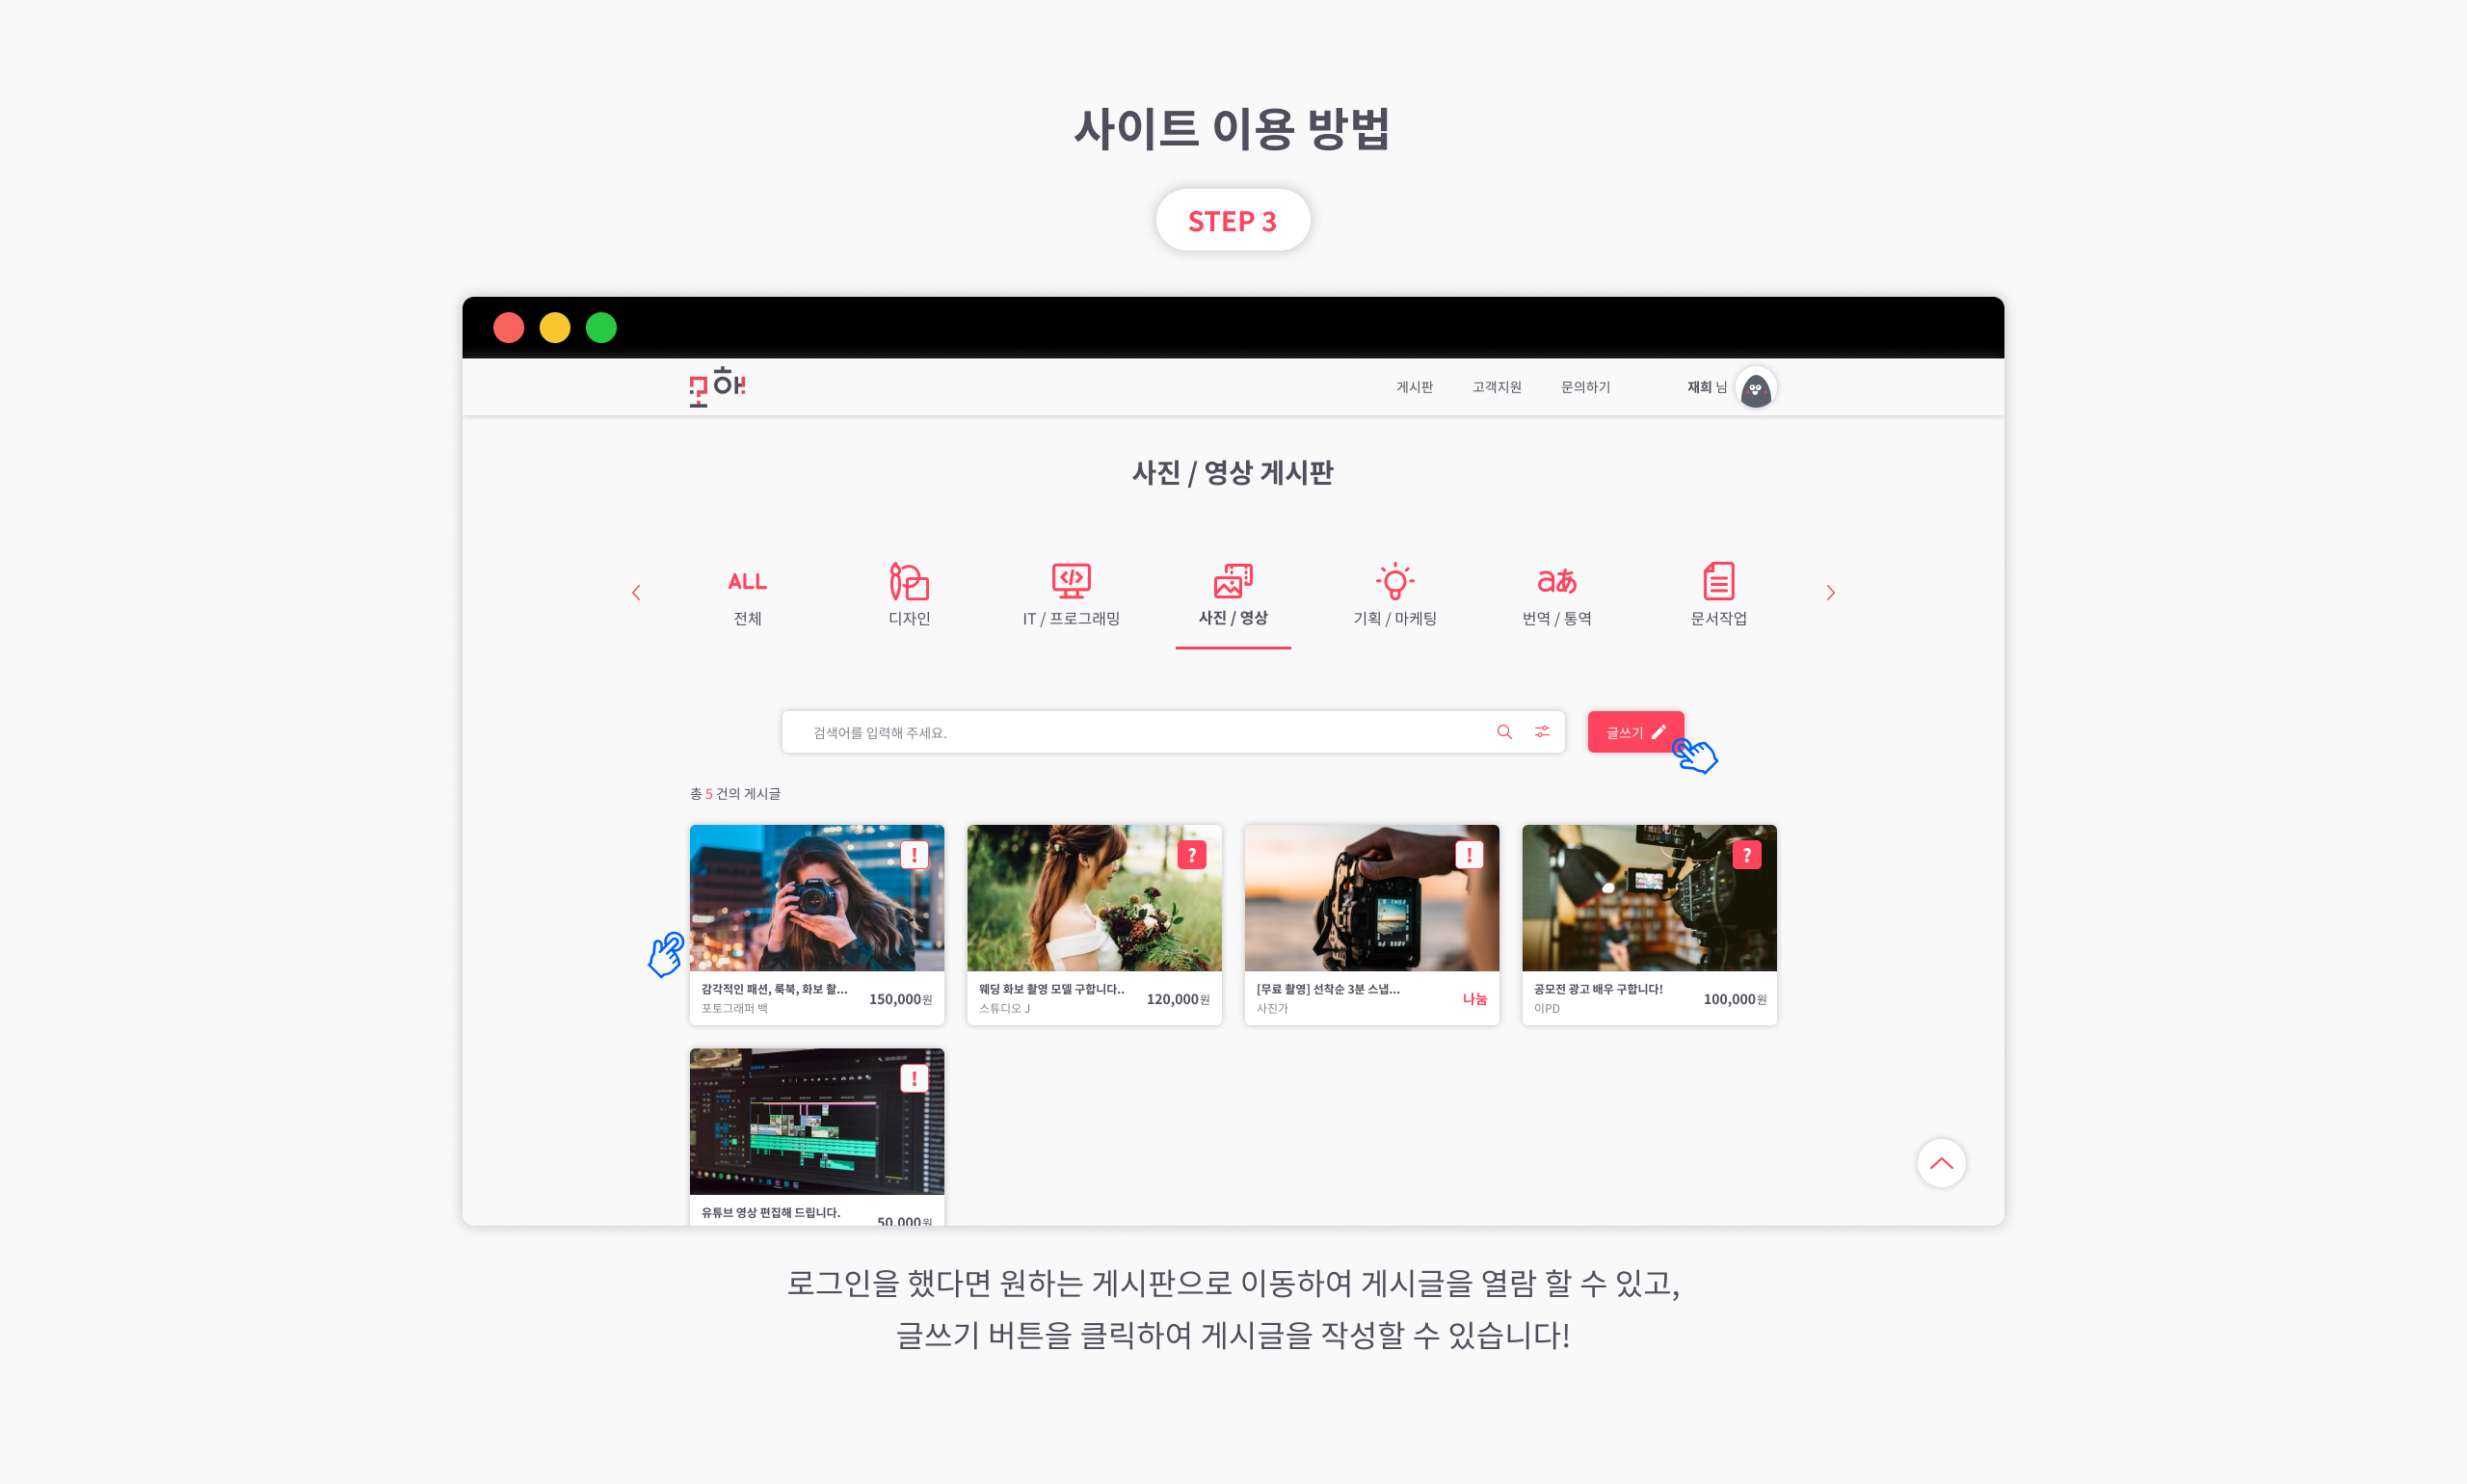 사이트 이용 방법
STEP 3
모해
게시판 고객지원 문의하기 재희 님
사진 / 영상 게시판
ALL
전체 디자인 IT / 프로그래밍 사진 / 영상 기획 / 마케팅 번역 / 통역 문서작업
검색어를 입력해 주세요. 글쓰기
총 5 건의 게시글
감각적인 패션, 룩북, 화보 촬... 150,000원
포토그래퍼 백
웨딩 화보 촬영 모델 구합니다.. 120,000원
스튜디오 J
[무료 촬영] 선착순 3분 스냅... 나눔
사진가
공모전 광고 배우 구합니다! 100,000원
이PD
유튜브 영상 편집해 드립니다. 50,000원
로그인을 했다면 원하는 게시판으로 이동하여 게시글을 열람 할 수 있고,
글쓰기 버튼을 클릭하여 게시글을 작성할 수 있습니다!